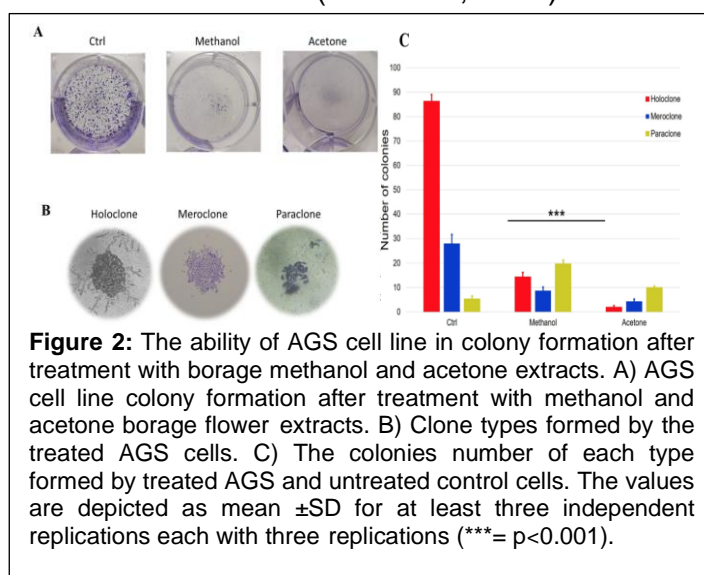 A
Ctrl
Methanol
Acetone
B
Holoclone
Meroclone
Paraclone
C
100
90
80
70
60
50
40
30
20
10
0
Number of colonies
Holoclone
Meroclone
Paraclone
***
Ctrl
Methanol
Acetone
Figure 2: The ability of AGS cell line in colony formation after
treatment with borage methanol and acetone extracts. A) AGS
cell line colony formation after treatment with methanol and
acetone borage flower extracts. B) Clone types formed by the
treated AGS cells. C) The colonies number of each type
formed by treated AGS and untreated control cells. The values
are depicted as mean ±SD for at least three independent
replications each with three replications (***= p<0.001).